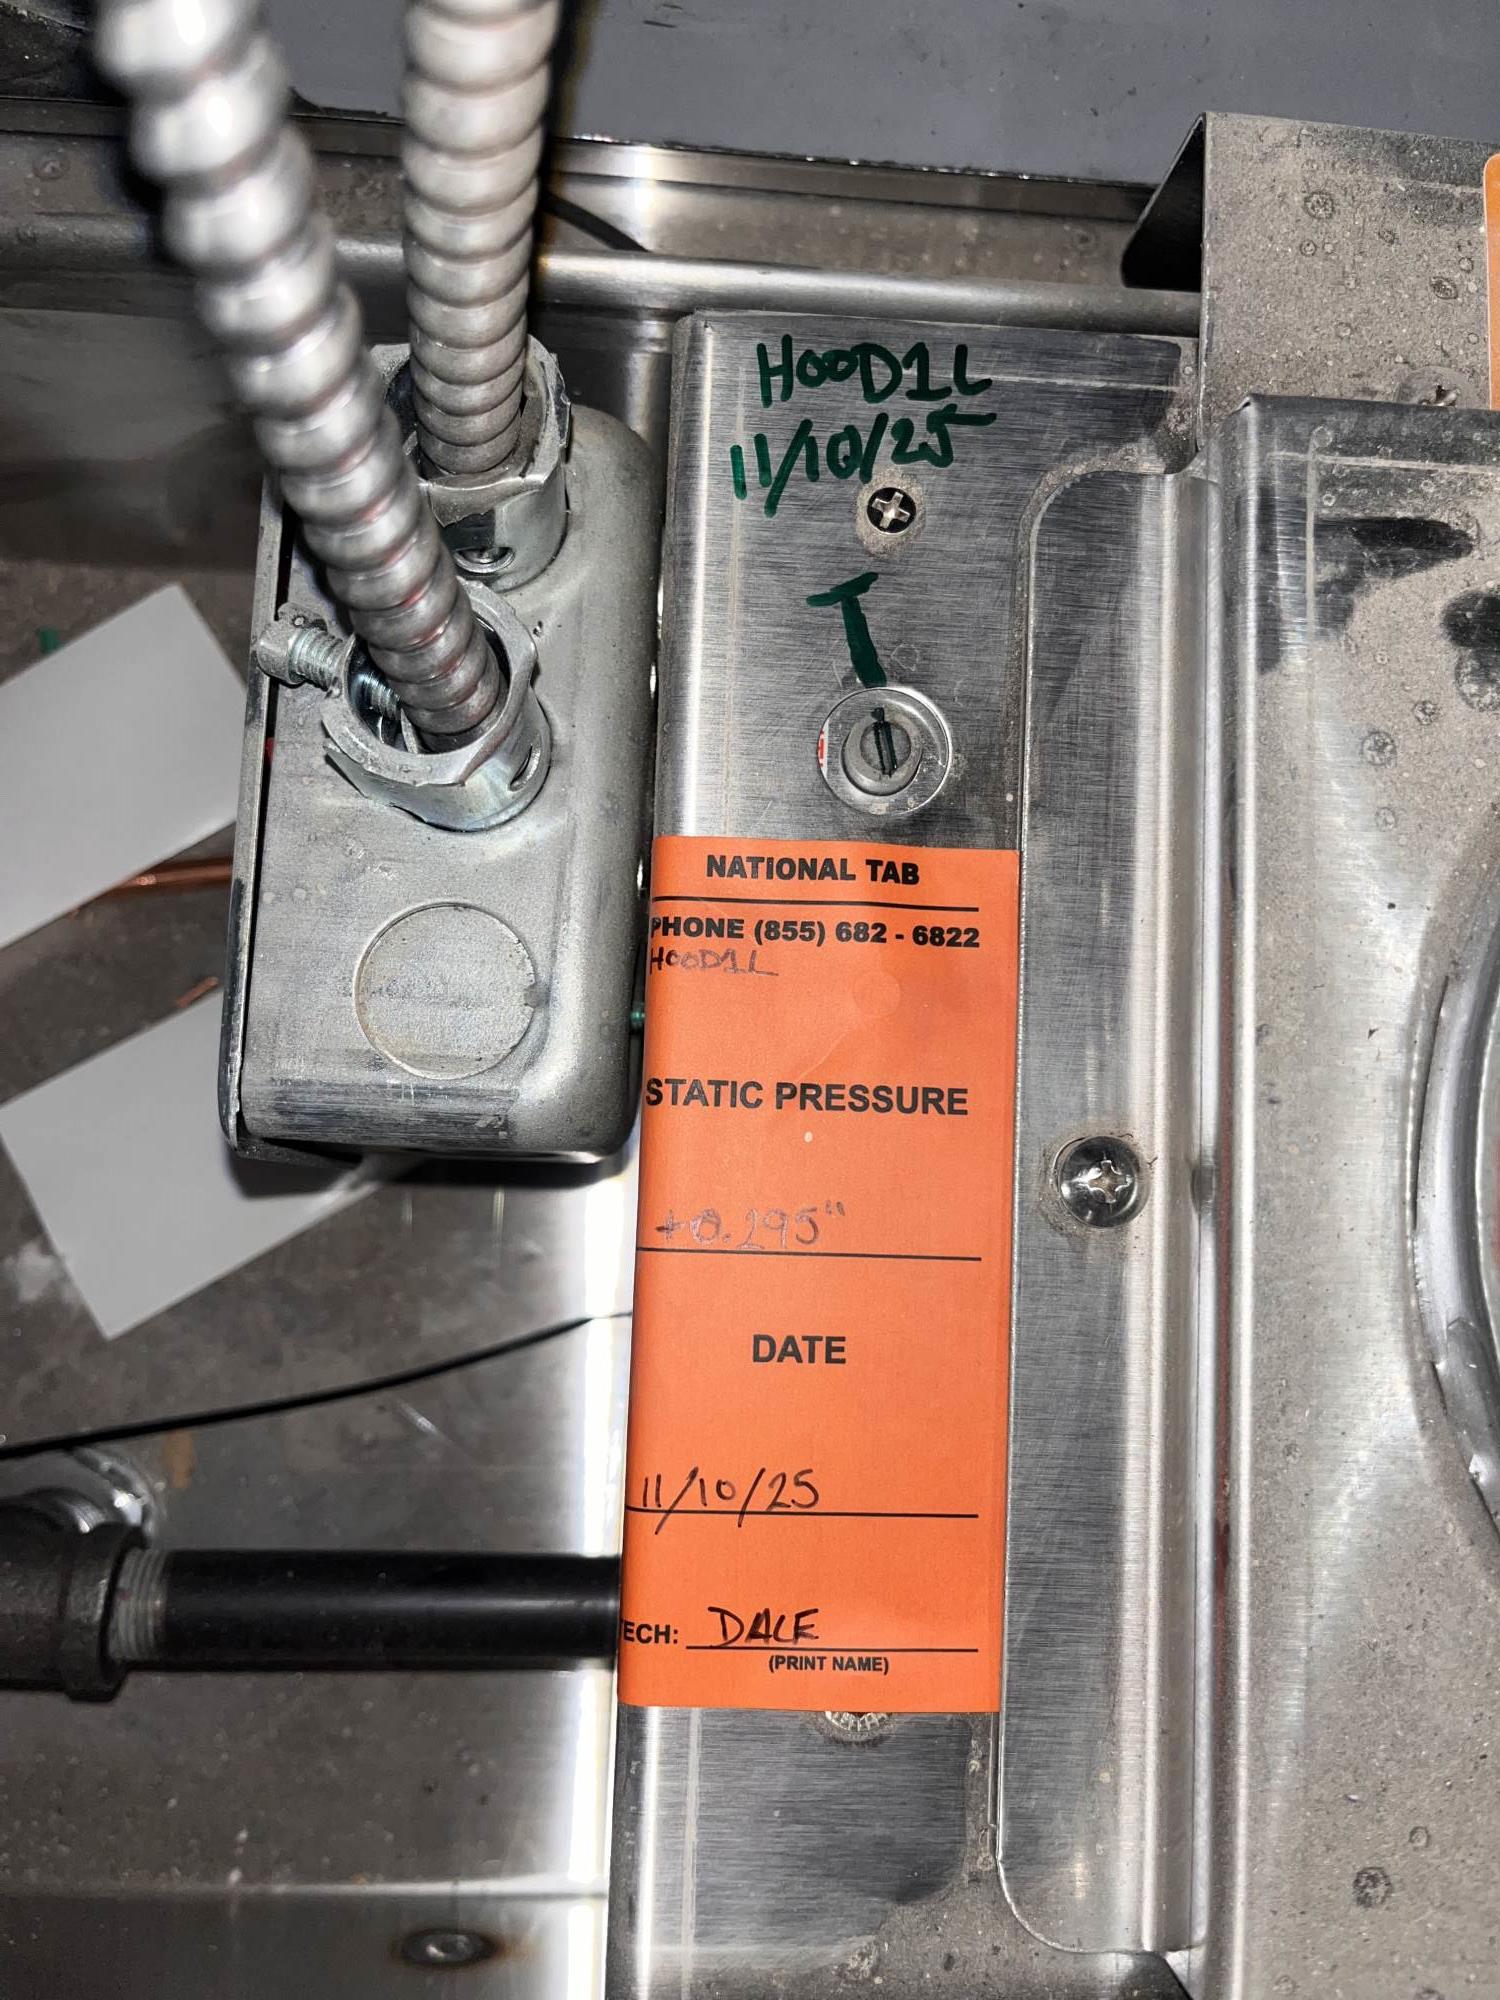 HOOD1L
11/10/25
T
NATIONAL TAB
PHONE (855) 682 - 6822
HOOD1L
STATIC PRESSURE
+0.295"
DATE
11/10/25
TECH: DALE
(PRINT NAME)